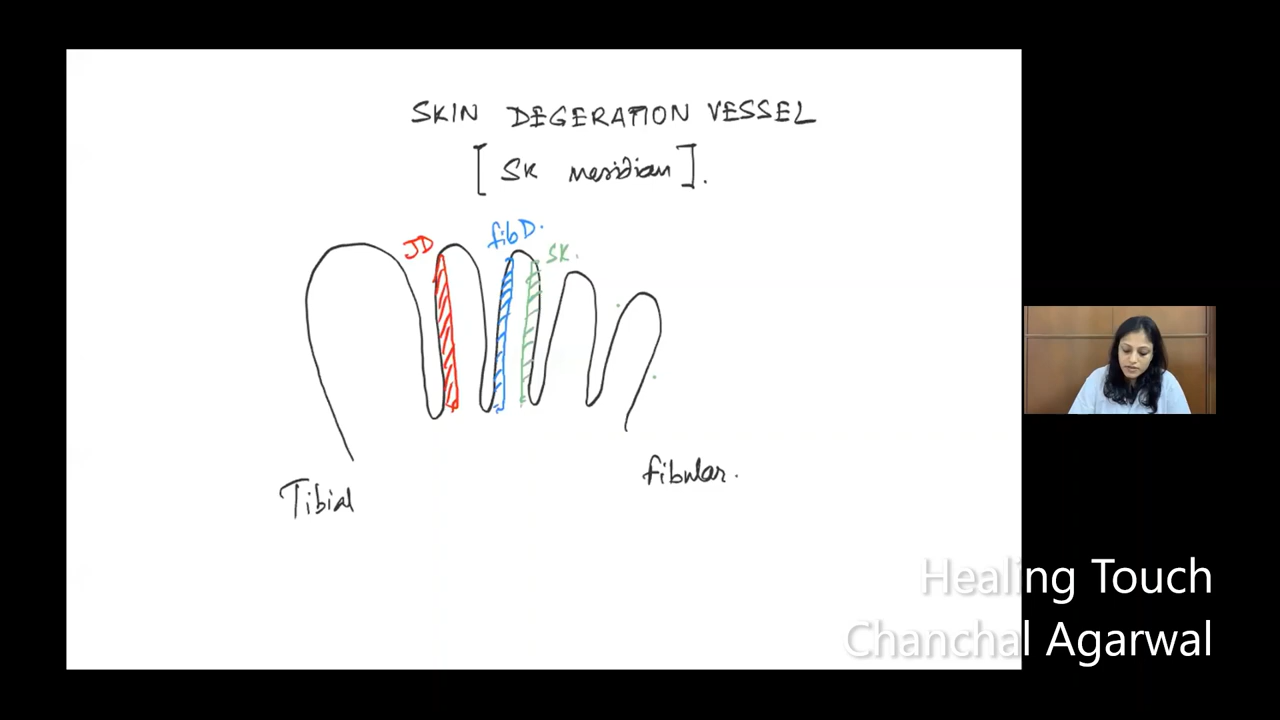 SKIN DEGERATION VESSEL
[ SK meridian ].
JD
fibD.
SK.
fibular.
Tibial
Healing Touch
Chanchal Agarwal